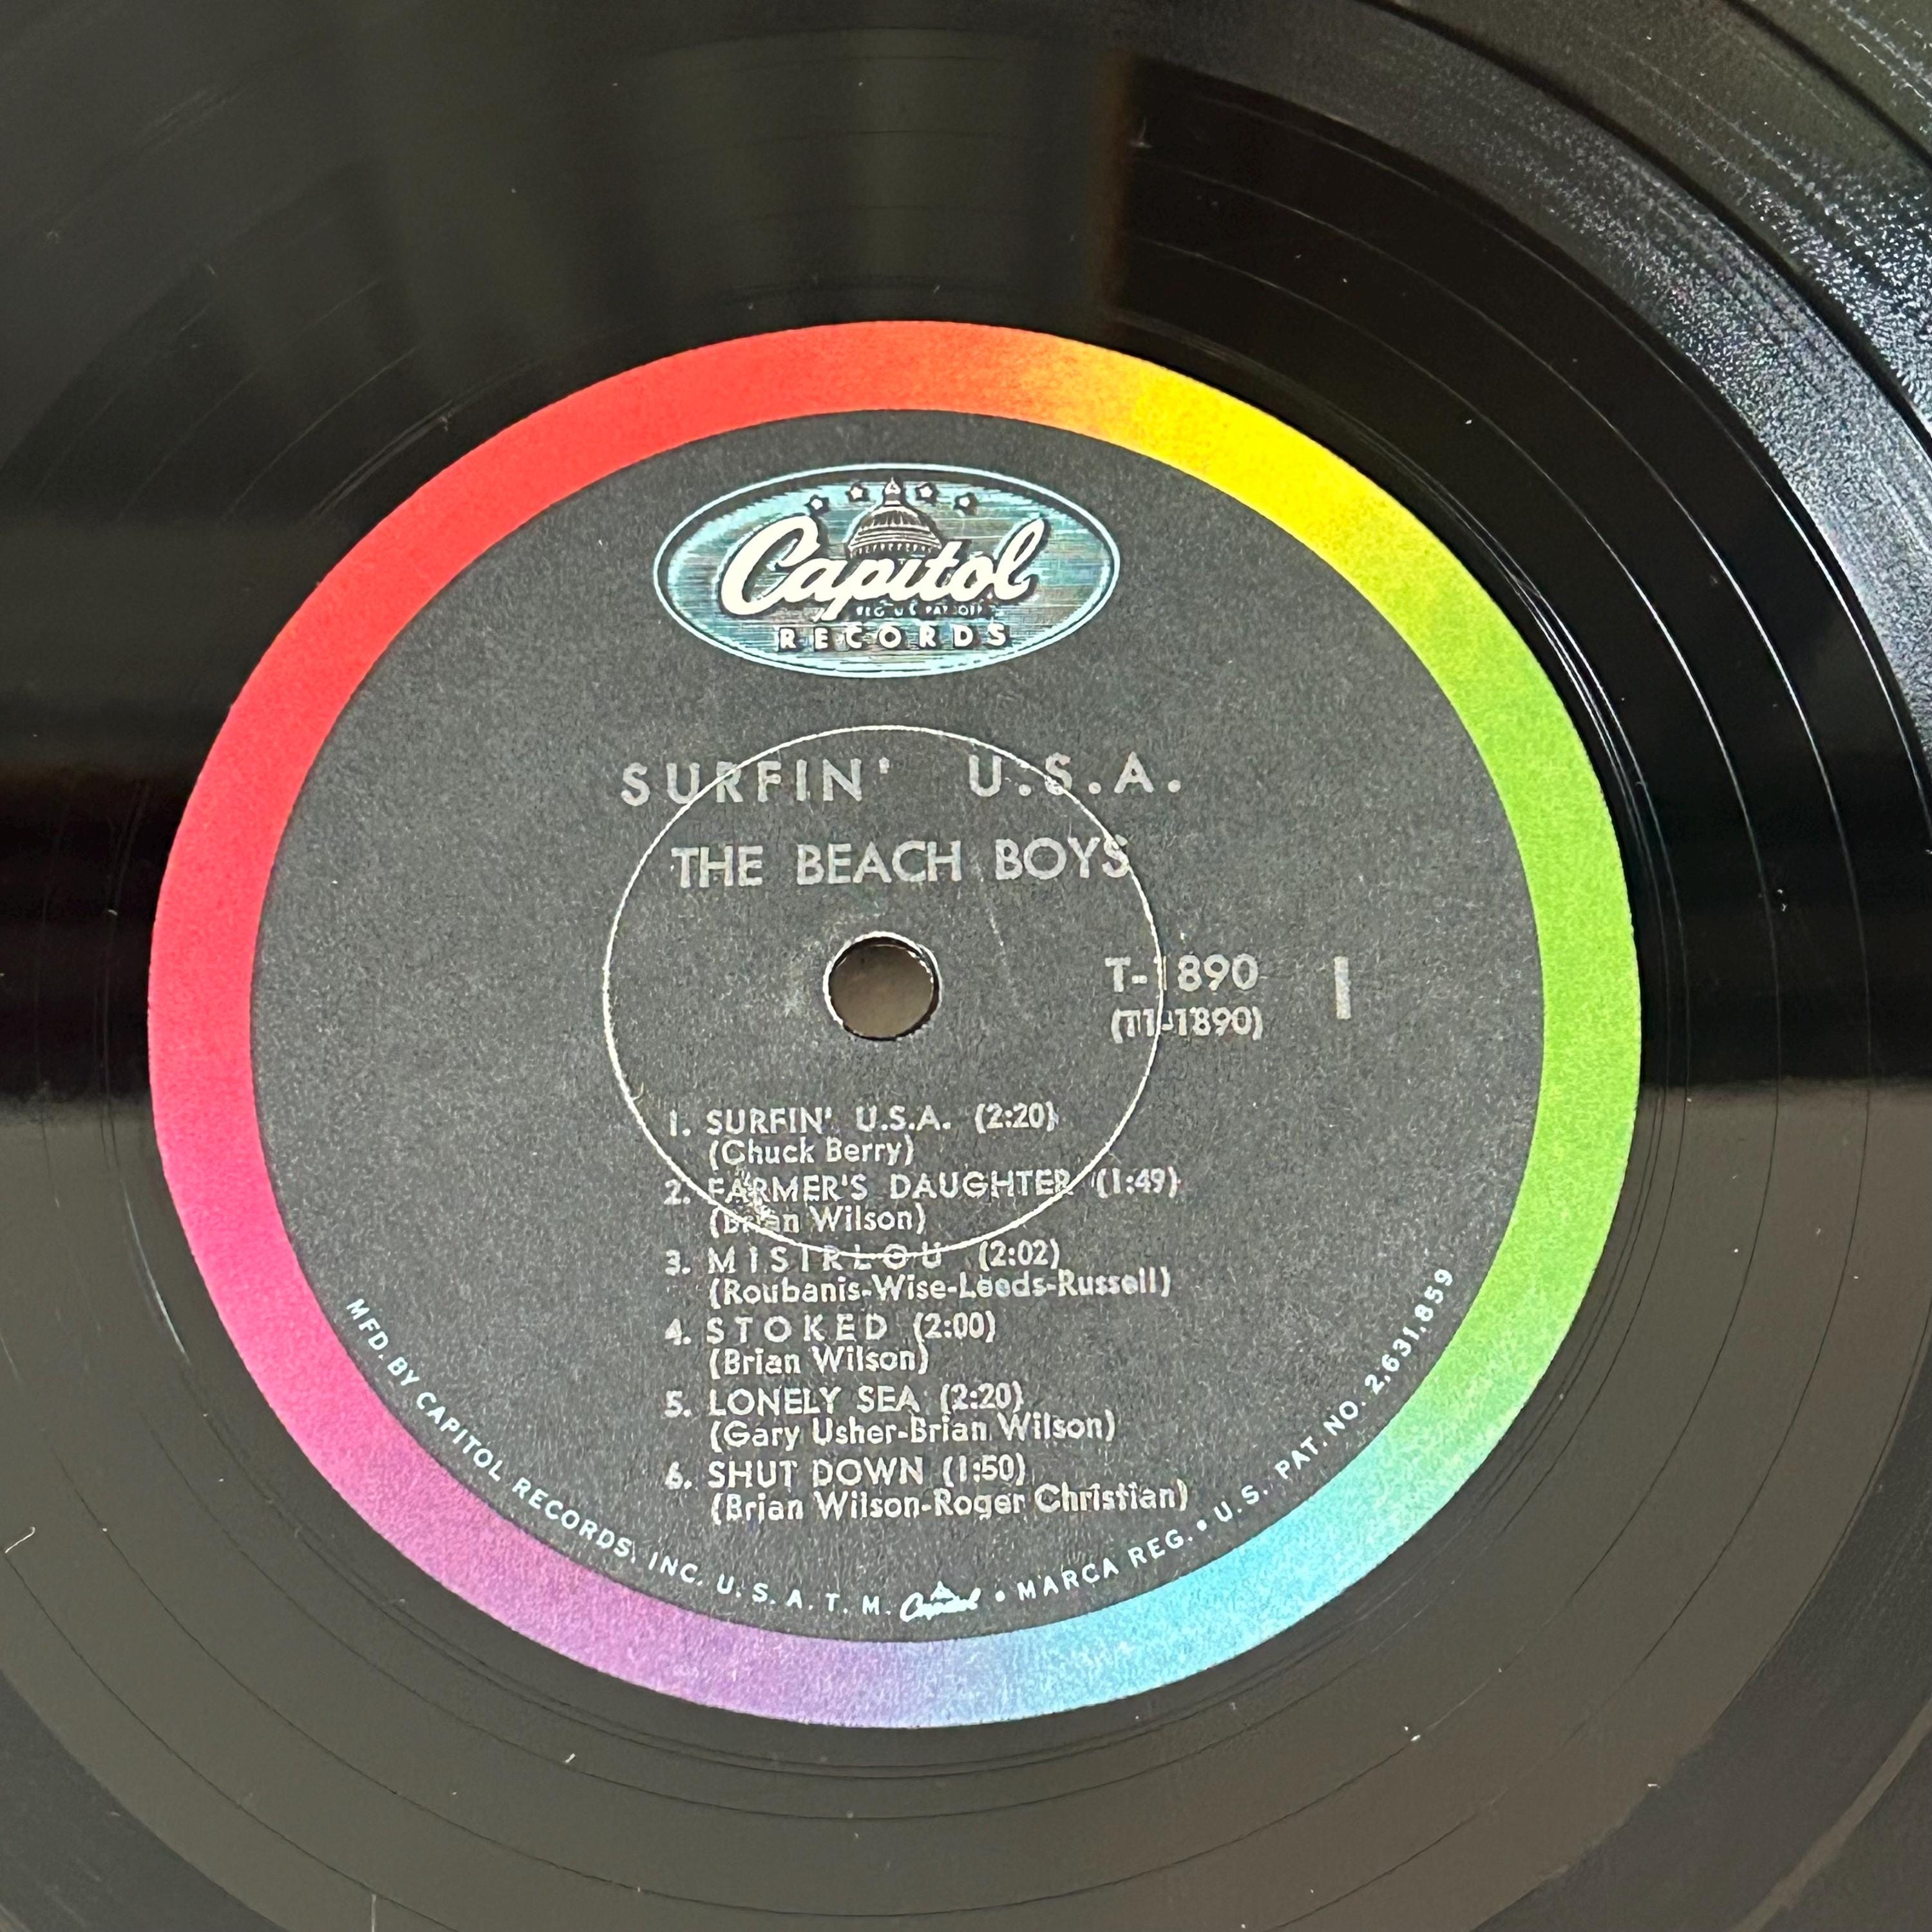 Capitol
REG. U.S. PAT. OFF.
RECORDS
SURFIN' U.S.A.
THE BEACH BOYS
T-1890
(T1-1890)
1
1. SURFIN' U.S.A. (2:20)
(Chuck Berry)
2. FARMER'S DAUGHTER (1:49)
(Brian Wilson)
3. MISIRLOU (2:02)
(Roubanis-Wise-Leeds-Russell)
4. STOKED (2:00)
(Brian Wilson)
5. LONELY SEA (2:20)
(Gary Usher-Brian Wilson)
6. SHUT DOWN (1:50)
(Brian Wilson-Roger Christian)
MFD. BY CAPITOL RECORDS, INC. U. S. A. T. M. Capitol • MARCA REG. • U.S. PAT. NO. 2,631,859